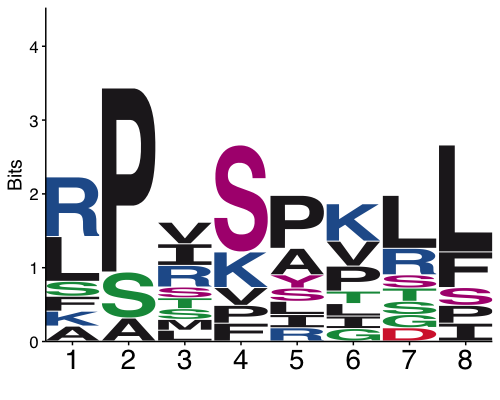 4
3
2
1
0
Bits
R L S F K A
P S A
V I R S T S M L
S K V P F
P A Y S L I R
K V P T L I G
L R S T S G D
L F S P I
1 2 3 4 5 6 7 8